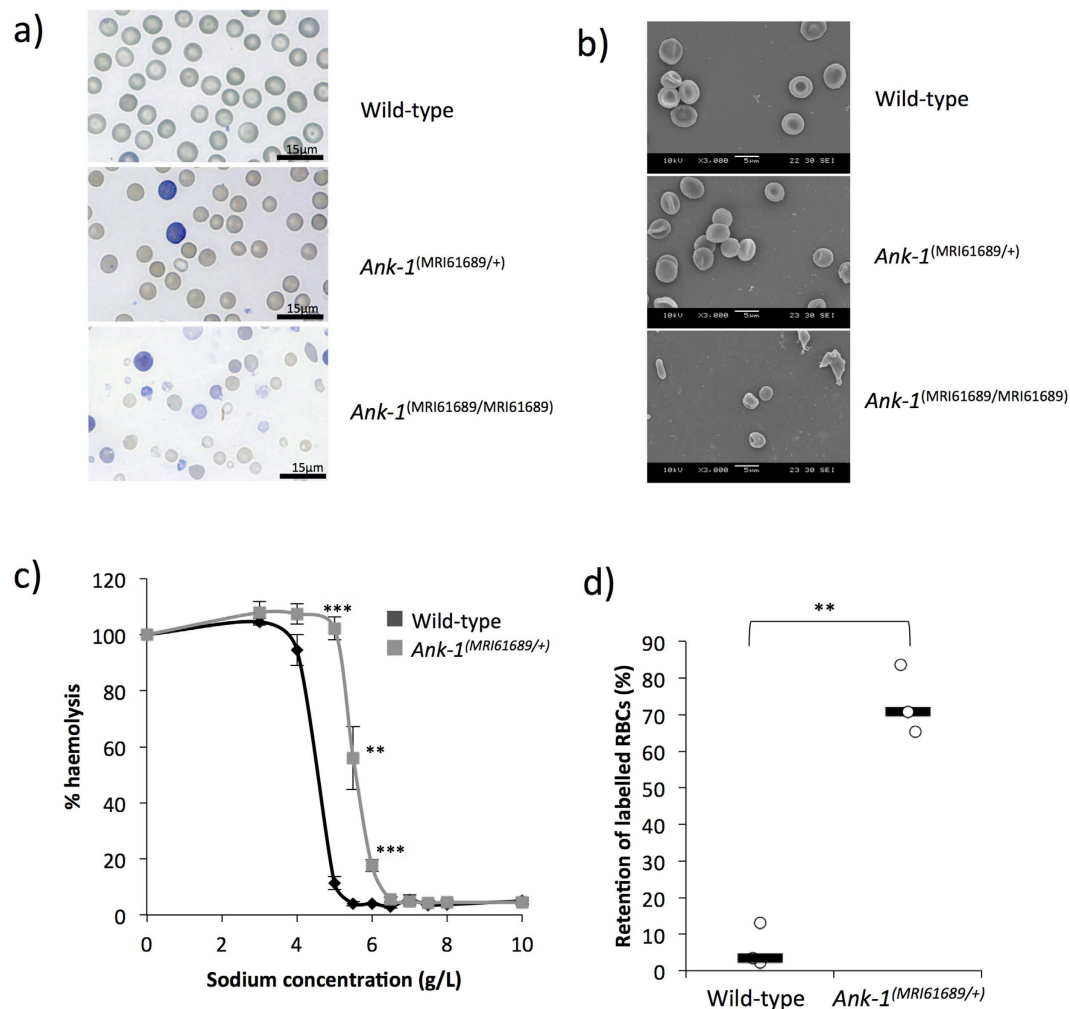 a)
Wild-type
15μm
Ank-1(MRI61689/+)
15μm
Ank-1(MRI61689/MRI61689)
15μm
b)
Wild-type
10kV X3,000 5μm 22 30 SEI
Ank-1(MRI61689/+)
10kV X3,000 5μm 23 30 SEI
Ank-1(MRI61689/MRI61689)
10kV X3,000 5μm 23 30 SEI
c)
% haemolysis
120
100
80
60
40
20
0
0 2 4 6 8 10
Sodium concentration (g/L)
***
**
***
Wild-type
Ank-1(MRI61689/+)
d)
**
Retention of labelled RBCs (%)
90
80
70
60
50
40
30
20
10
0
Wild-type Ank-1(MRI61689/+)